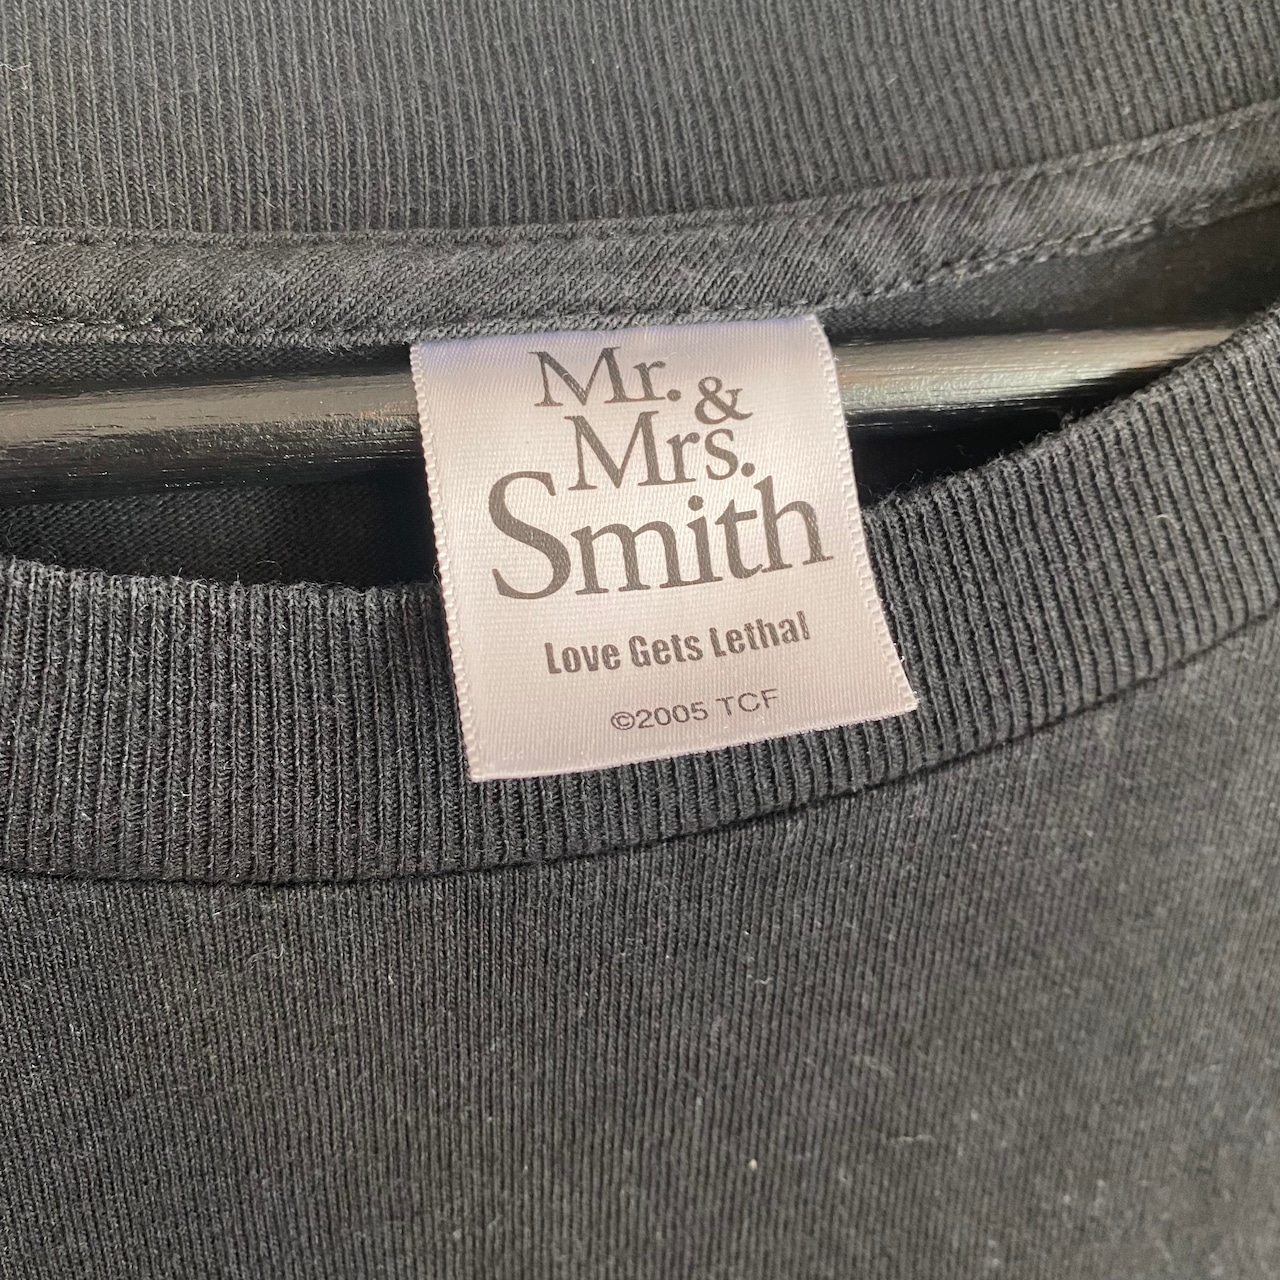 Mr. &
Mrs.
Smith
Love Gets Lethal
©2005 TCF